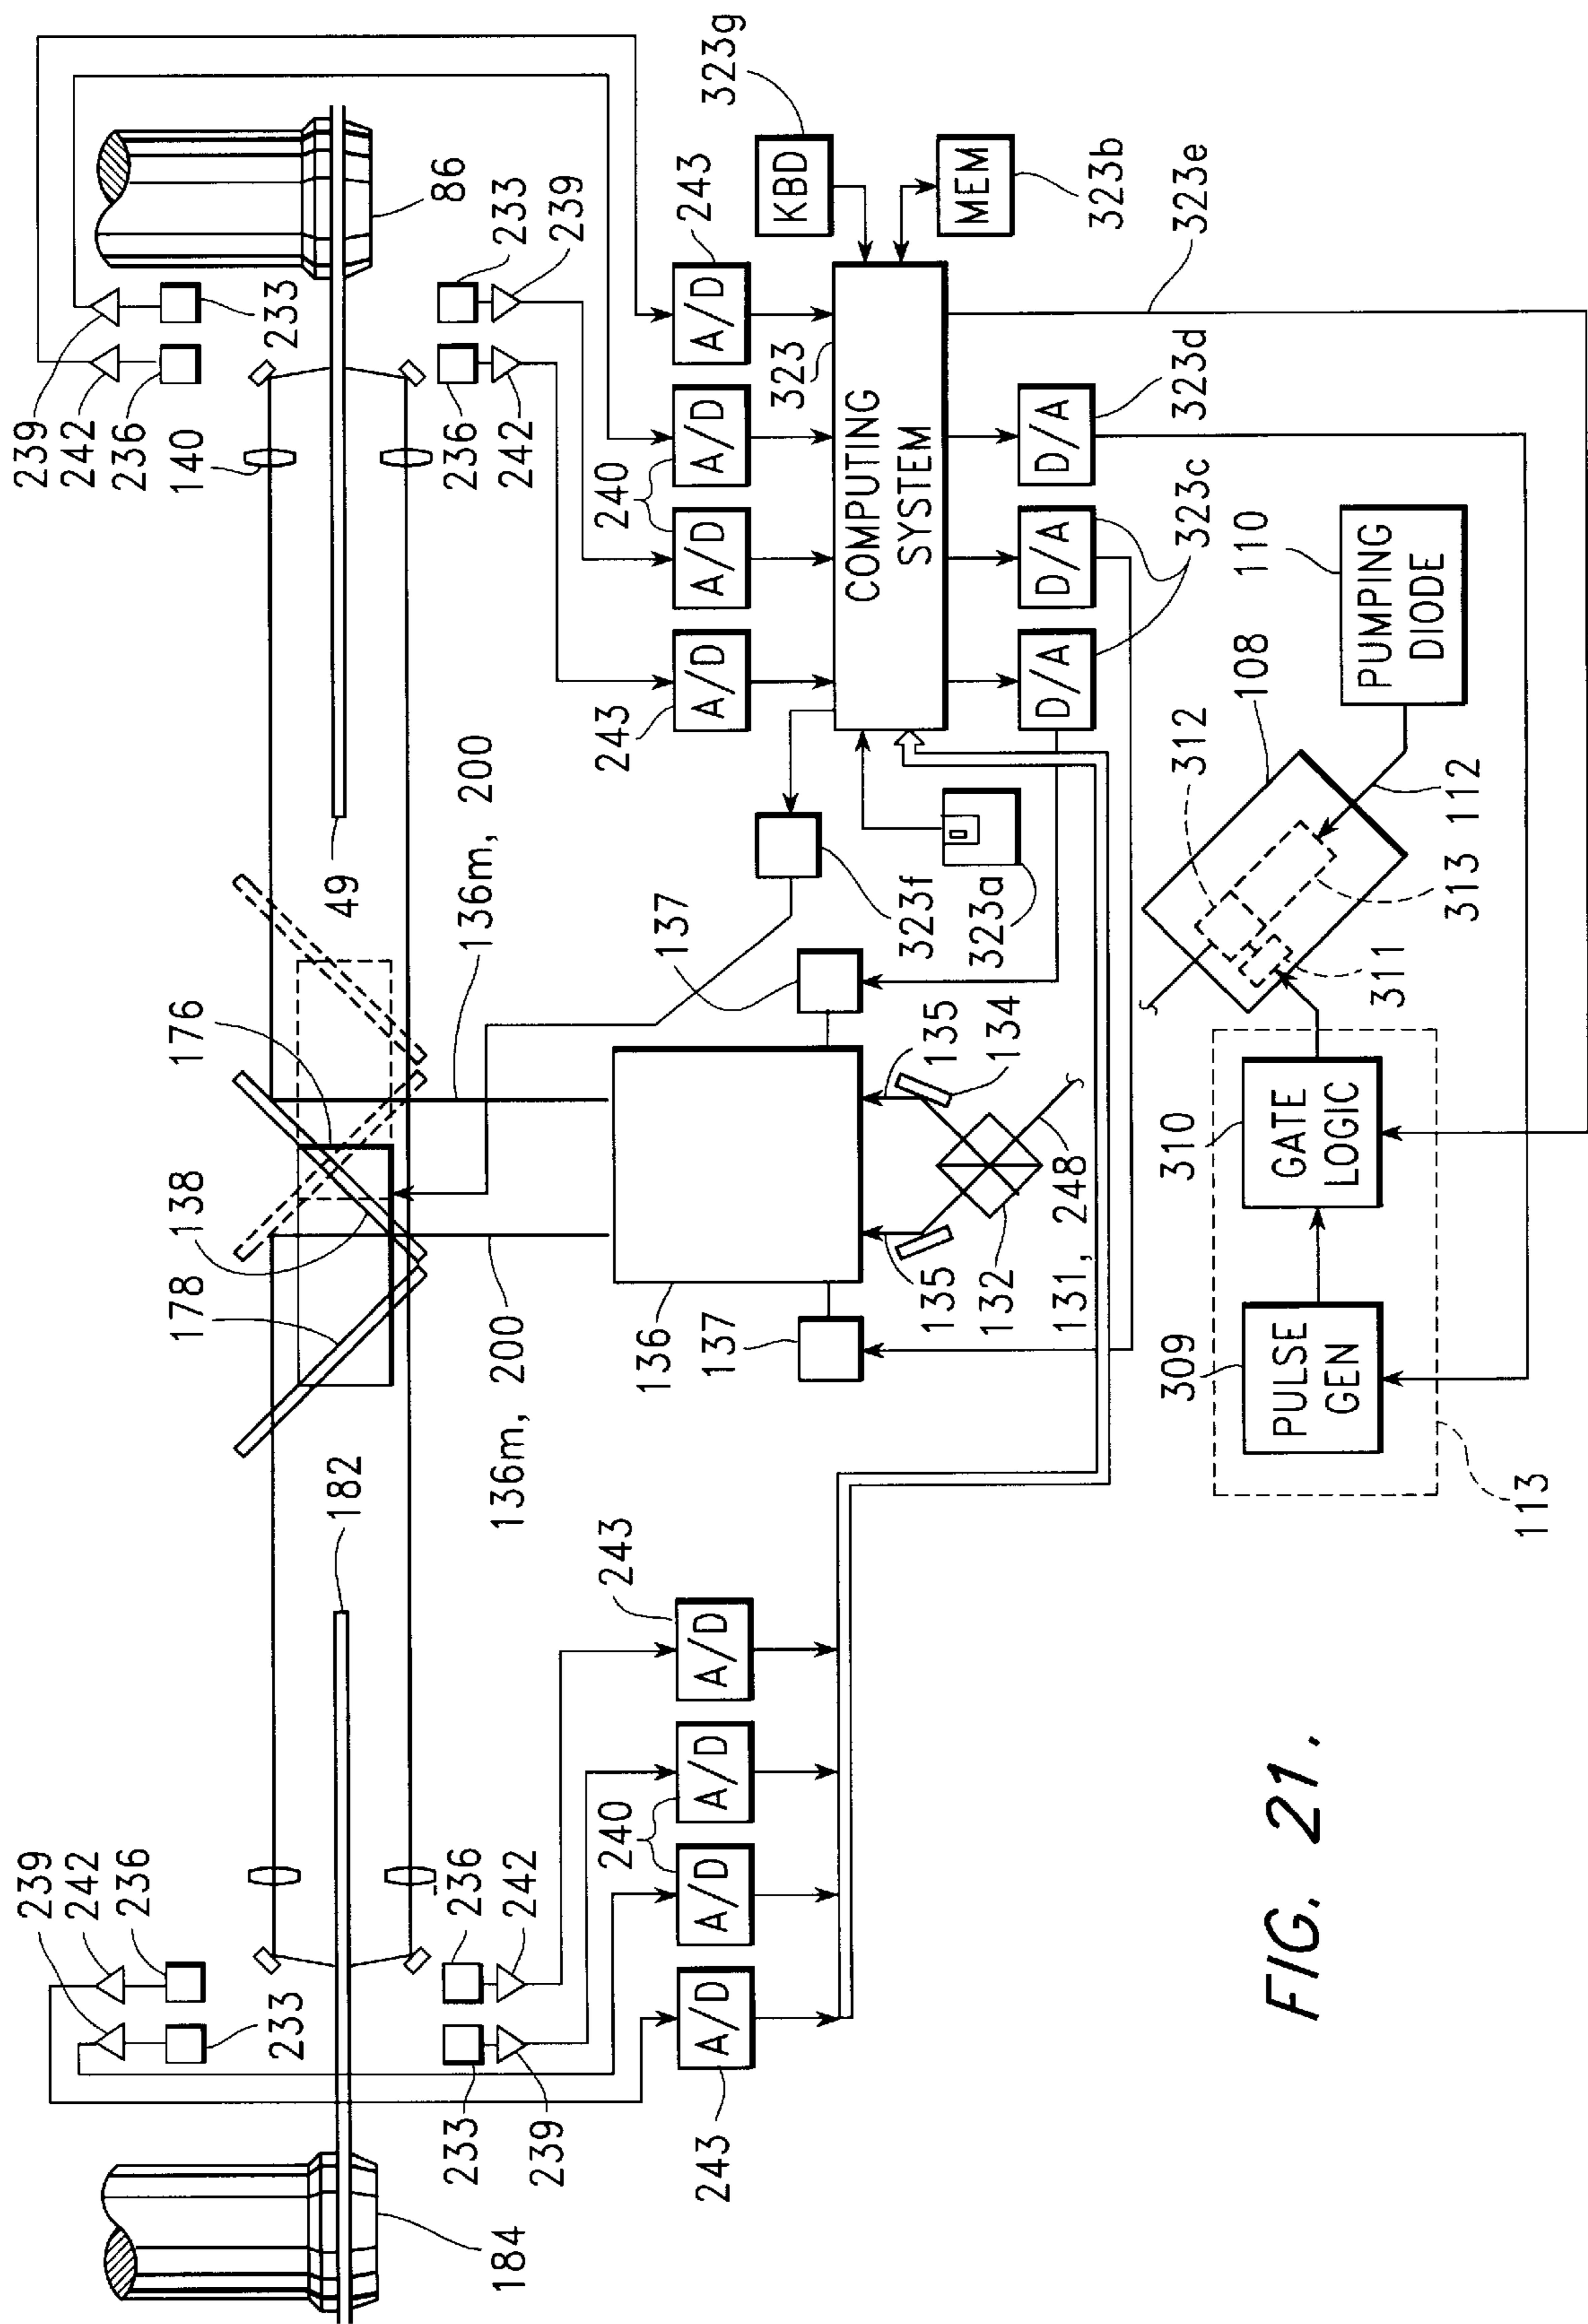 239
242
236
140
233
86
233
239
236
242
323g
KBD
MEM
323b
323e
243
A/D
A/D
240
A/D
A/D
243
323
COMPUTING
SYSTEM
D/A
323d
D/A
323c
D/A
49
136m, 200
176
138
178
136m, 200
182
323f
323a
137
135
134
136
137
135
132
131, 248
110
PUMPING
DIODE
108
312
112
313
311
310
GATE
LOGIC
309
PULSE
GEN
113
239
242
236
233
236
242
233
239
243
A/D
A/D
240
A/D
A/D
243
184
FIG. 21.